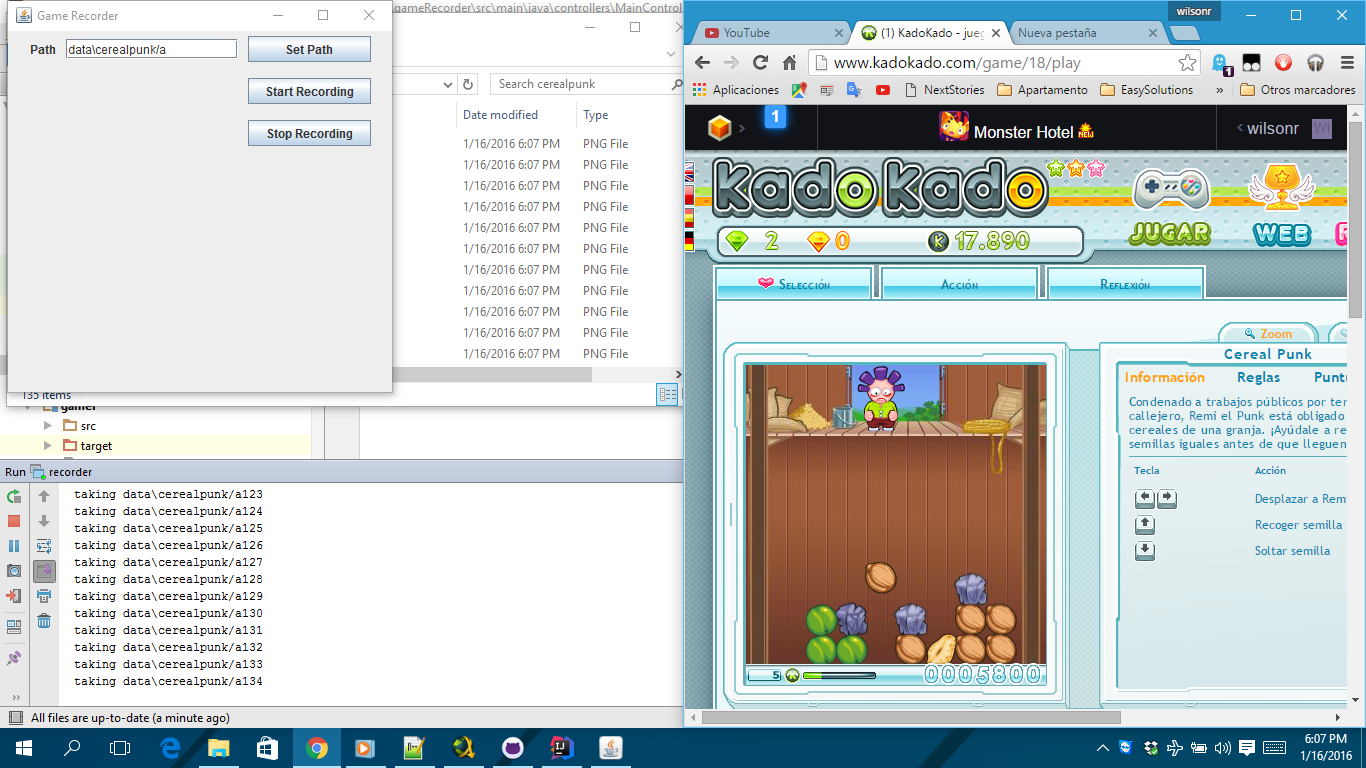 Game Recorder
Path data\cerealpunk/a Set Path
Start Recording
Stop Recording
gameRecorder\src\main\java\controllers\MainControl
Search cerealpunk
Date modified Type
1/16/2016 6:07 PM PNG File
1/16/2016 6:07 PM PNG File
1/16/2016 6:07 PM PNG File
1/16/2016 6:07 PM PNG File
1/16/2016 6:07 PM PNG File
1/16/2016 6:07 PM PNG File
1/16/2016 6:07 PM PNG File
1/16/2016 6:07 PM PNG File
1/16/2016 6:07 PM PNG File
1/16/2016 6:07 PM PNG File
1/16/2016 6:07 PM PNG File
135 items
gamer
src
target
Run recorder
taking data\cerealpunk/a123
taking data\cerealpunk/a124
taking data\cerealpunk/a125
taking data\cerealpunk/a126
taking data\cerealpunk/a127
taking data\cerealpunk/a128
taking data\cerealpunk/a129
taking data\cerealpunk/a130
taking data\cerealpunk/a131
taking data\cerealpunk/a132
taking data\cerealpunk/a133
taking data\cerealpunk/a134
All files are up-to-date (a minute ago)
wilsonr
YouTube (1) KadoKado - jueg Nueva pestaña
www.kadokado.com/game/18/play
1
Aplicaciones NextStories Apartamento EasySolutions » Otros marcadores
1 Monster Hotel NEW wilsonr WI
kadokado
JUGAR WEB R
2 0 K 17.890
Selección Acción Reflexión
Zoom
Cereal Punk
Información Reglas Puntu
Condenado a trabajos públicos por ter
callejero, Remi el Punk está obligado
cereales de una granja. ¡Ayúdale a re
semillas iguales antes de que lleguen
Tecla Acción
Desplazar a Rem
Recoger semilla
Soltar semilla
5 0005800
6:07 PM
1/16/2016